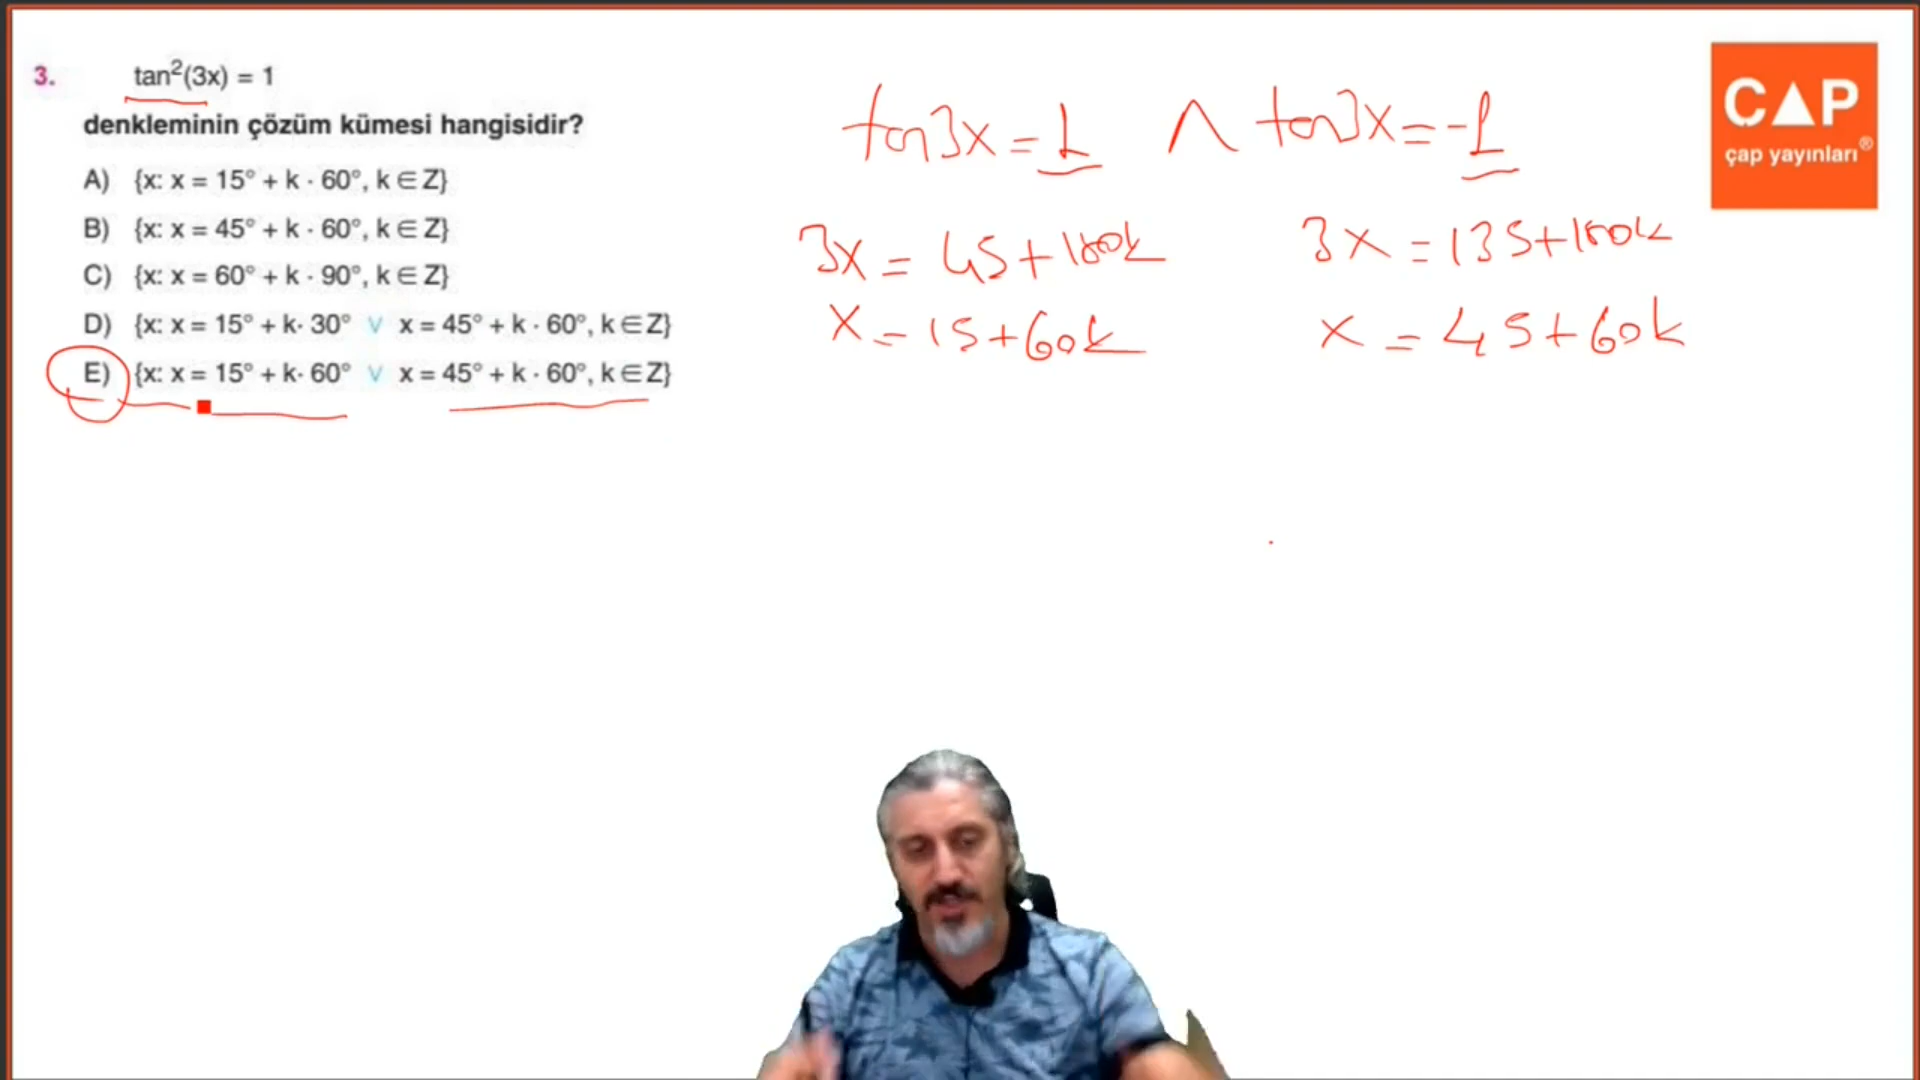 3. tan²(3x) = 1
denkleminin çözüm kümesi hangisidir?
A) {x: x = 15° + k · 60°, k ∈ Z}
B) {x: x = 45° + k · 60°, k ∈ Z}
C) {x: x = 60° + k · 90°, k ∈ Z}
D) {x: x = 15° + k· 30° ∨ x = 45° + k · 60°, k ∈ Z}
E) {x: x = 15° + k· 60° ∨ x = 45° + k · 60°, k ∈ Z}
tan3x = 1 ∧ tan3x = -1
3x = 45+180k
x = 15+60k
3x = 135+180k
x = 45+60k
CAP®
çap yayınları